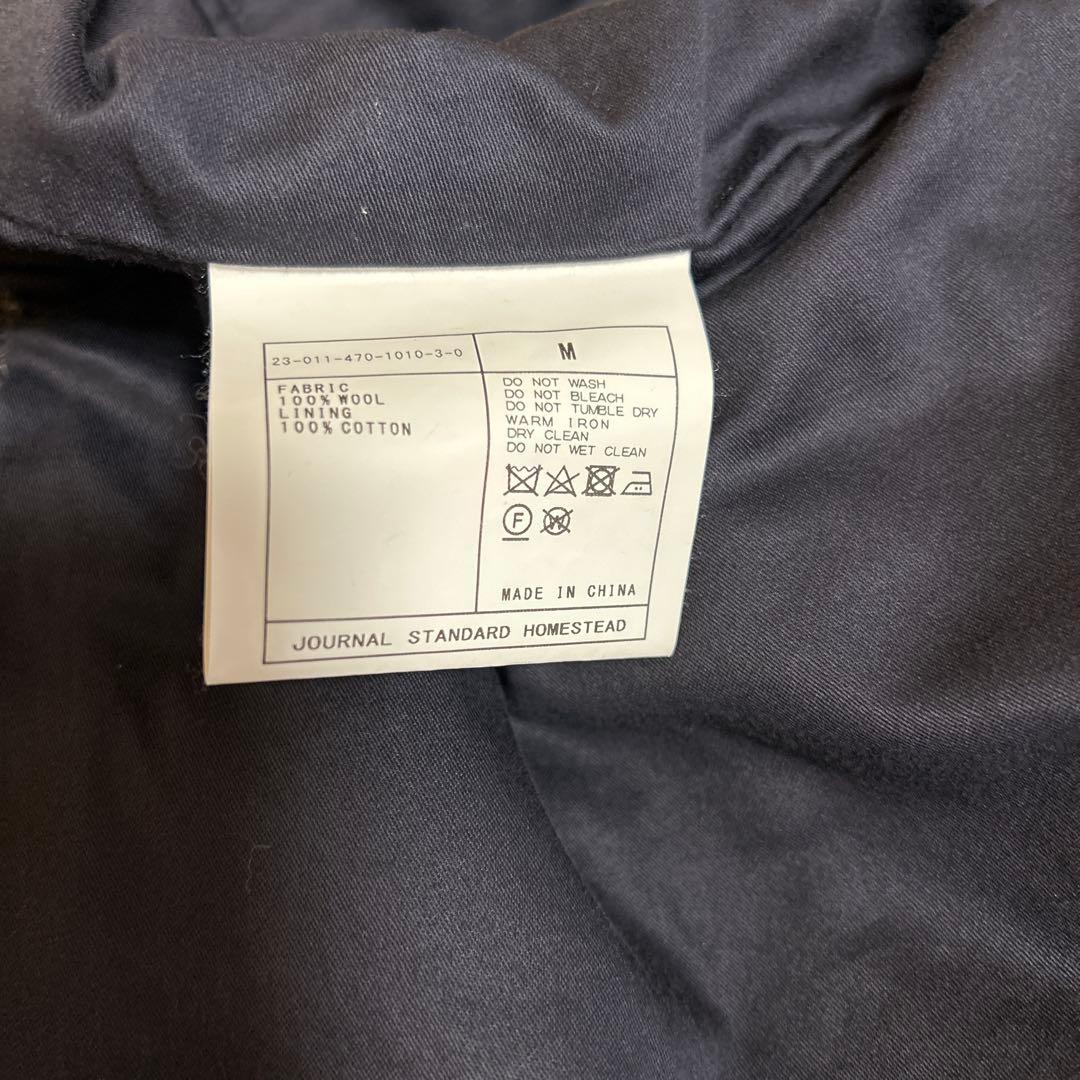 23-011-470-1010-3-0
M
FABRIC
100% WOOL
LINING
100% COTTON
DO NOT WASH
DO NOT BLEACH
DO NOT TUMBLE DRY
WARM IRON
DRY CLEAN
DO NOT WET CLEAN
F W
MADE IN CHINA
JOURNAL STANDARD HOMESTEAD